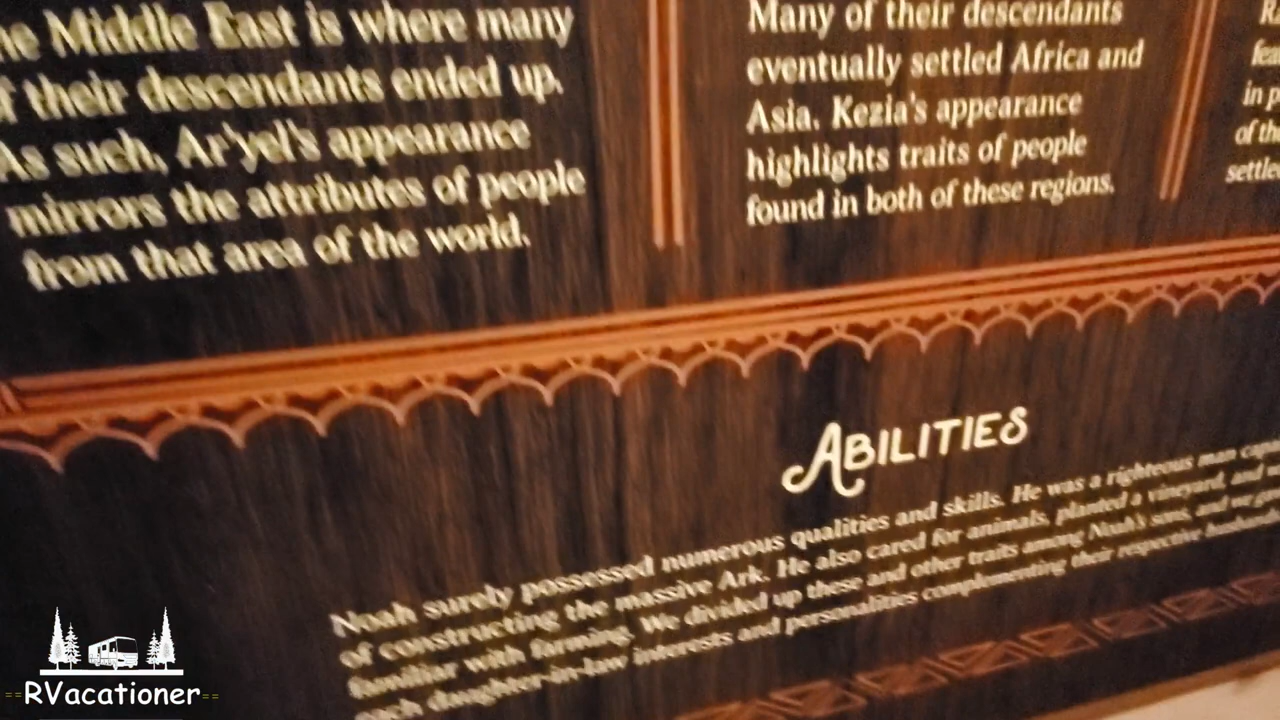 he Middle East is where many
f their descendants ended up.
As such, Ar'yel's appearance
mirrors the attributes of people
from that area of the world.
Many of their descendants
eventually settled Africa and
Asia. Kezia's appearance
highlights traits of people
found in both of these regions.
in p
of th
settle
ABILITIES
Noah surely possessed numerous qualities and skills. He was a righteous man capa
of constructing the massive Ark. He also cared for animals, planted a vineyard, and
familiar with farming. We divided up these and other traits among Noah's sons, and we
each daughter-in-law interests and personalities complementing their respective
==RVacationer==